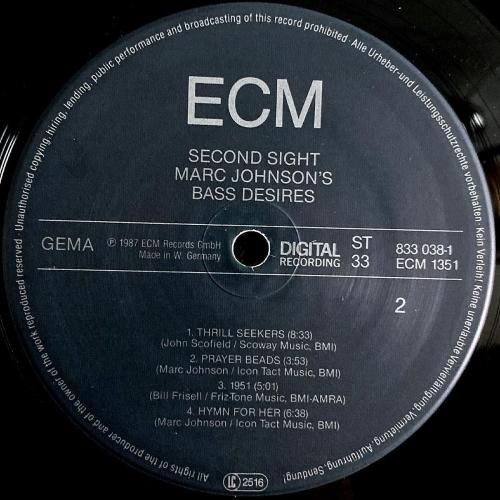 All rights of the producer and of the owner of the work reproduced reserved · Unauthorised copying, hiring, lending, public performance and broadcasting of this record prohibited · Alle Urheber-und Leistungsschutzrechte vorbehalten · Kein Verleih! Keine unerlaubte Vervielfältigung, Vermietung, Aufführung, Sendung!
ECM
SECOND SIGHT
MARC JOHNSON'S
BASS DESIRES
GEMA
℗ 1987 ECM Records GmbH
Made in W. Germany
DIGITAL
RECORDING
ST
33
833 038-1
ECM 1351
2
1. THRILL SEEKERS (8:33)
(John Scofield / Scoway Music, BMI)
2. PRAYER BEADS (3:53)
(Marc Johnson / Icon Tact Music, BMI)
3. 1951 (5:01)
(Bill Frisell / Friz-Tone Music, BMI-AMRA)
4. HYMN FOR HER (6:38)
(Marc Johnson / Icon Tact Music, BMI)
LC 2516